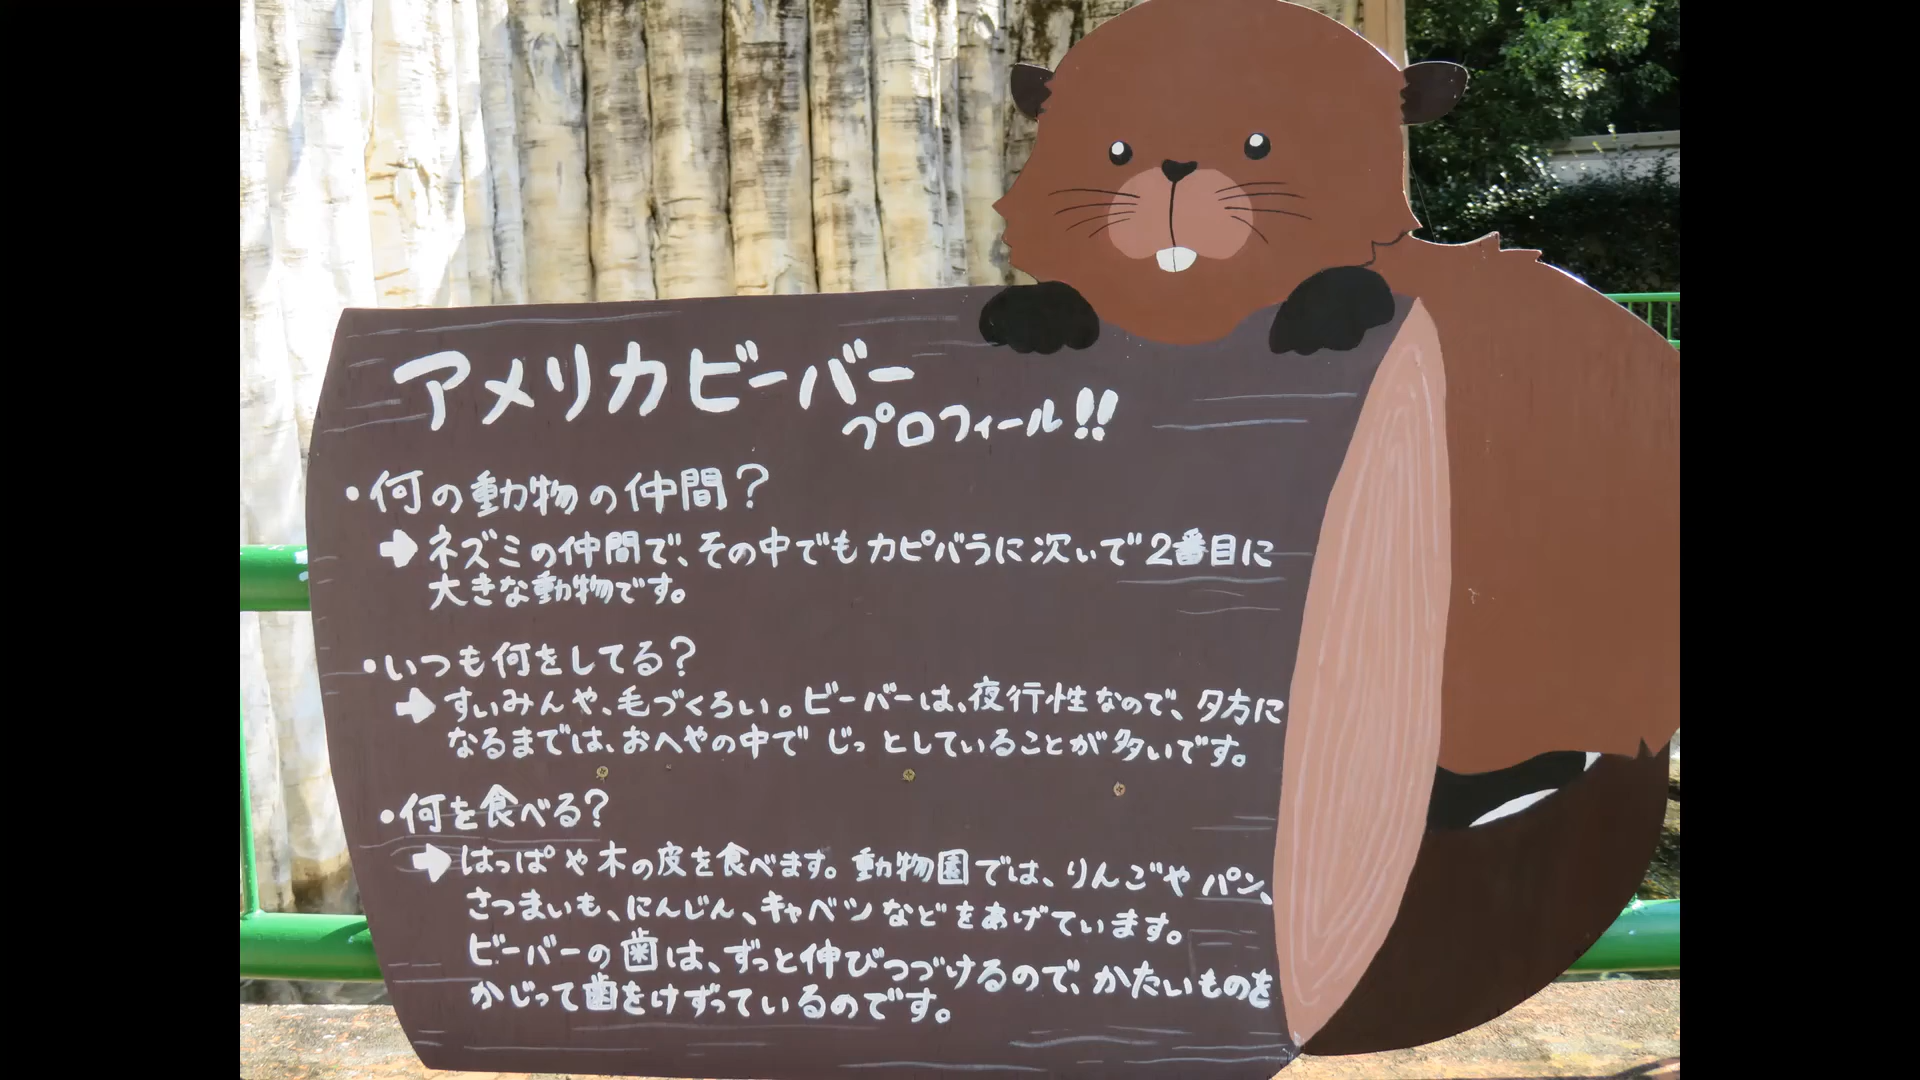 アメリカビーバー
プロフィール!!
・何の動物の仲間?
➡ネズミの仲間で、その中でもカピバラに次いで2番目に
大きな動物です。
・いつも何をしてる?
➡すいみんや、毛づくろい。ビーバーは、夜行性なので、夕方に
なるまでは、おへやの中でじっとしていることが多いです。
・何を食べる?
➡はっぱや木の皮を食べます。動物園では、りんごやパン、
さつまいも、にんじん、キャベツなどをあげています。
ビーバーの歯は、ずっと伸びつづけるので、かたいものを
かじって歯をけずっているのです。